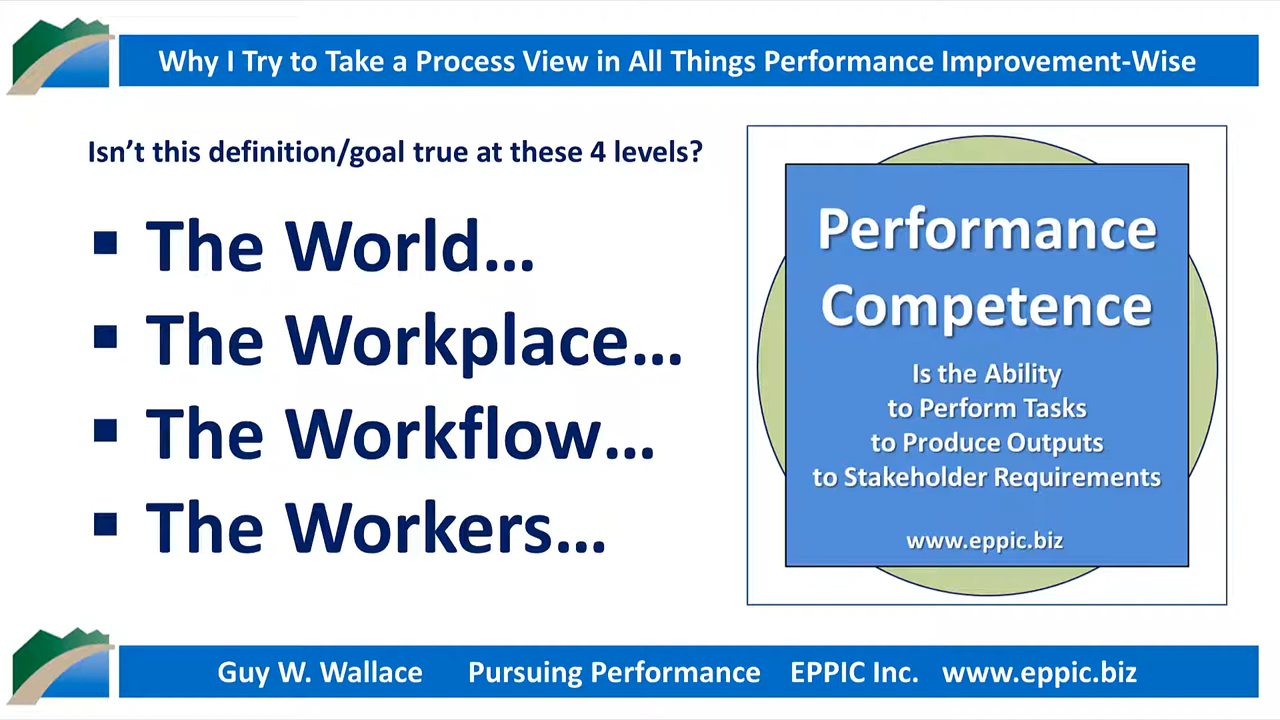 Why I Try to Take a Process View in All Things Performance Improvement-Wise
Isn't this definition/goal true at these 4 levels?
▪ The World…
▪ The Workplace…
▪ The Workflow…
▪ The Workers…
Performance
Competence
Is the Ability
to Perform Tasks
to Produce Outputs
to Stakeholder Requirements
www.eppic.biz
Guy W. Wallace Pursuing Performance EPPIC Inc. www.eppic.biz